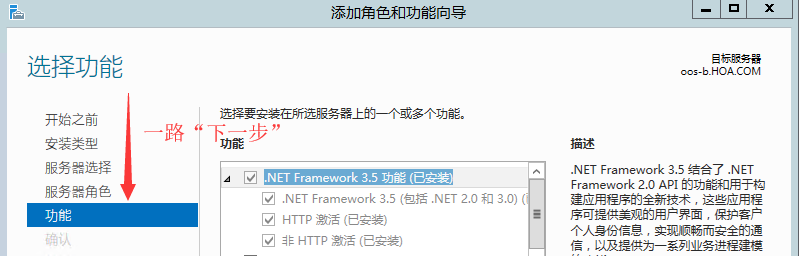 添加角色和功能向导
选择功能
目标服务器
oos-b.HOA.COM
开始之前
安装类型
服务器选择
服务器角色
功能
确认
一路“下一步”
选择要安装在所选服务器上的一个或多个功能。
功能
.NET Framework 3.5 功能 (已安装)
.NET Framework 3.5 (包括 .NET 2.0 和 3.0) (
HTTP 激活 (已安装)
非 HTTP 激活 (已安装)
描述
.NET Framework 3.5 结合了 .NET
Framework 2.0 API 的功能和用于构
建应用程序的全新技术，这些应用程
序可提供美观的用户界面，保护客户
个人身份信息，实现顺畅而安全的通
信，以及提供为一系列业务进程建模